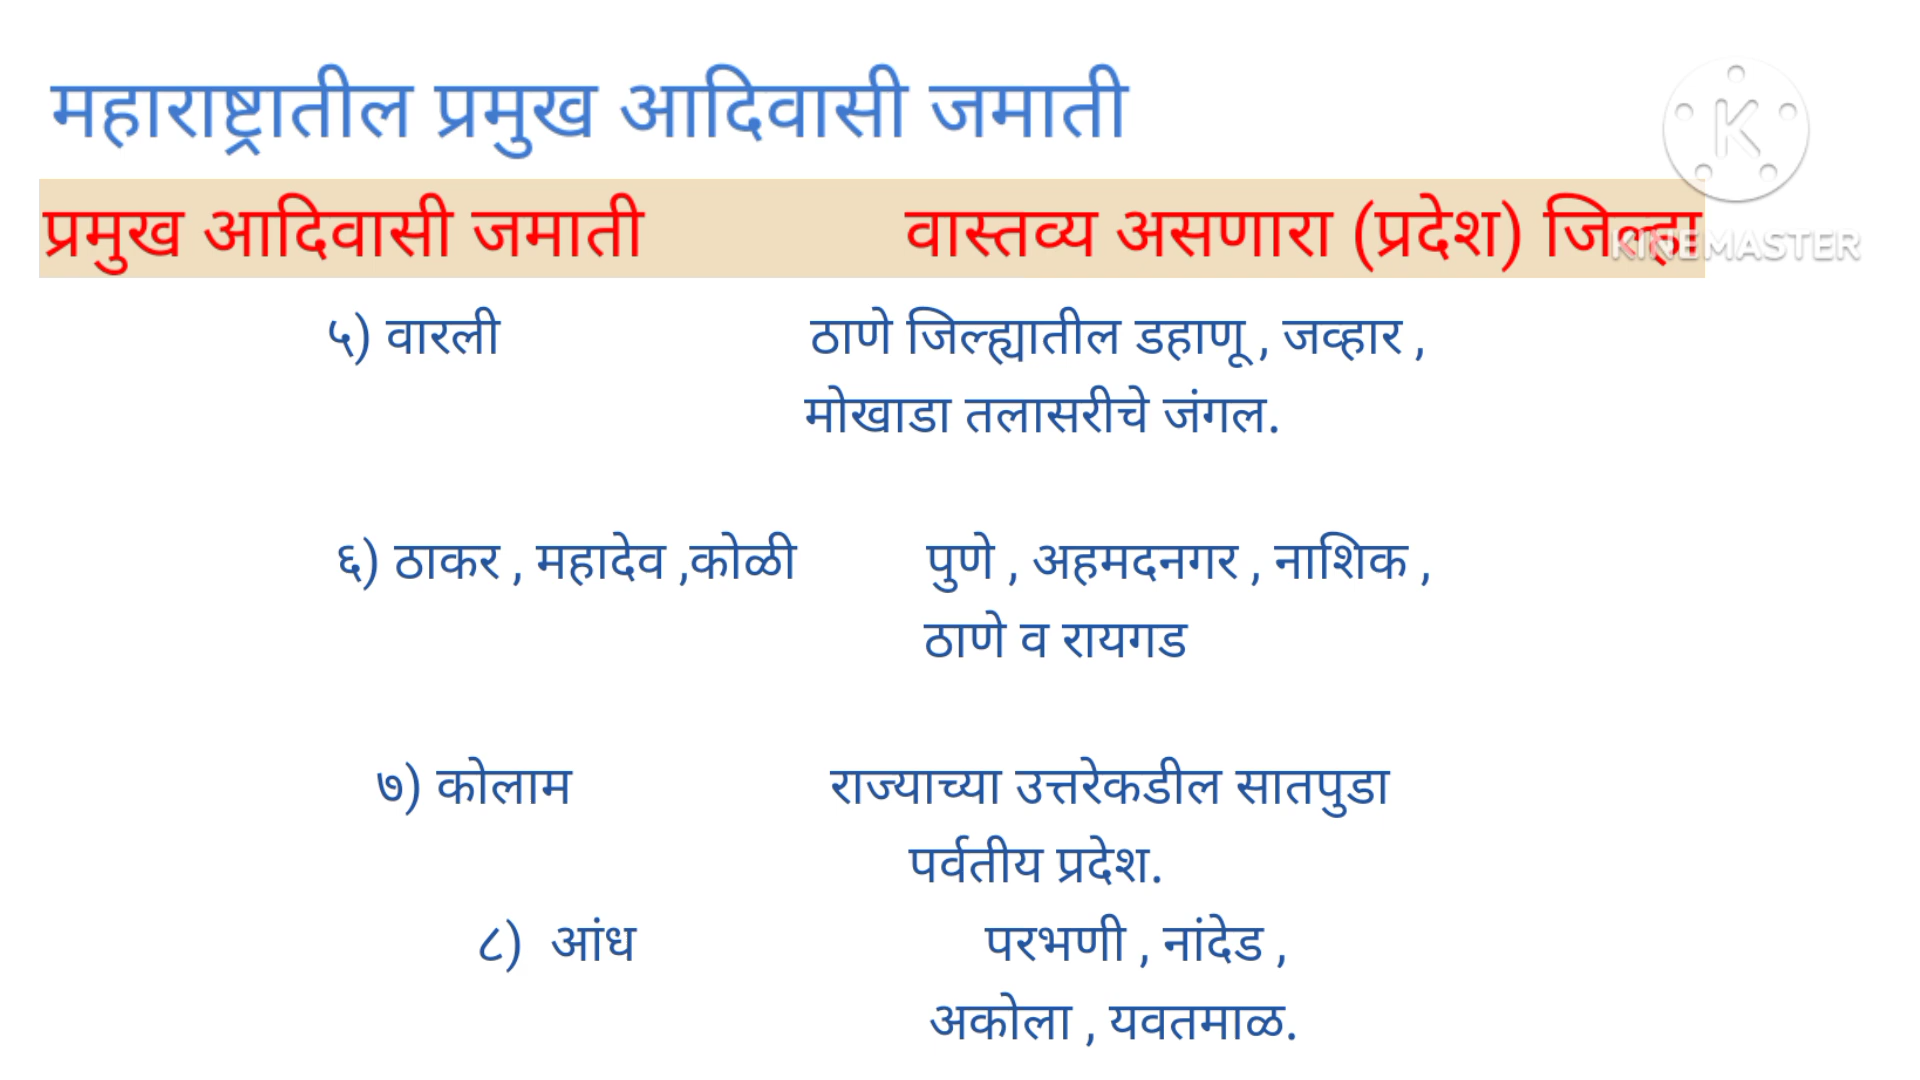 महाराष्ट्रातील प्रमुख आदिवासी जमाती
प्रमुख आदिवासी जमाती वास्तव्य असणारा (प्रदेश) जिल्हा
K
KINEMASTER
५) वारली ठाणे जिल्ह्यातील डहाणू , जव्हार ,
मोखाडा तलासरीचे जंगल.
६) ठाकर , महादेव ,कोळी पुणे , अहमदनगर , नाशिक ,
ठाणे व रायगड
७) कोलाम राज्याच्या उत्तरेकडील सातपुडा
पर्वतीय प्रदेश.
८) आंध परभणी , नांदेड ,
अकोला , यवतमाळ.